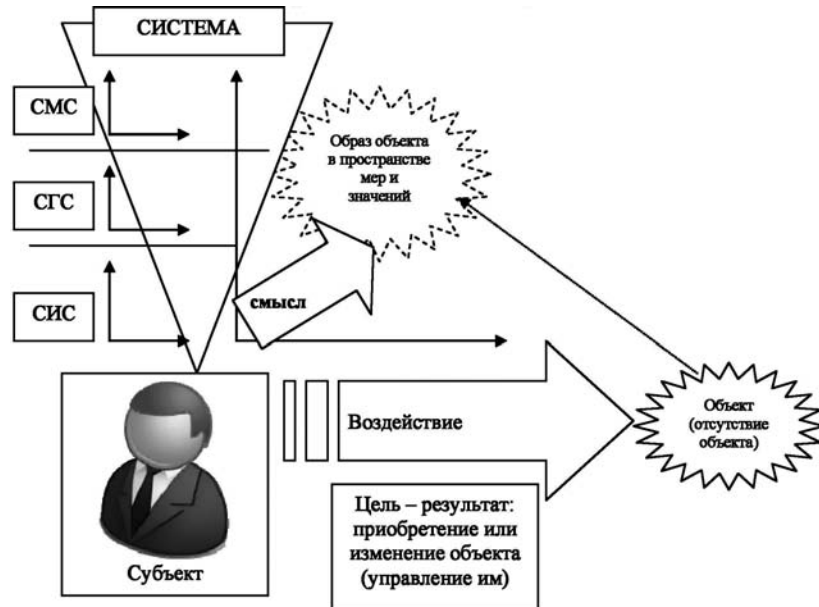 СИСТЕМА
СМС
СГС
СИС
Образ объекта
в пространстве
мер и
значений
смысл
Воздействие
Объект
(отсутствие
объекта)
Цель – результат:
приобретение или
изменение объекта
(управление им)
Субъект